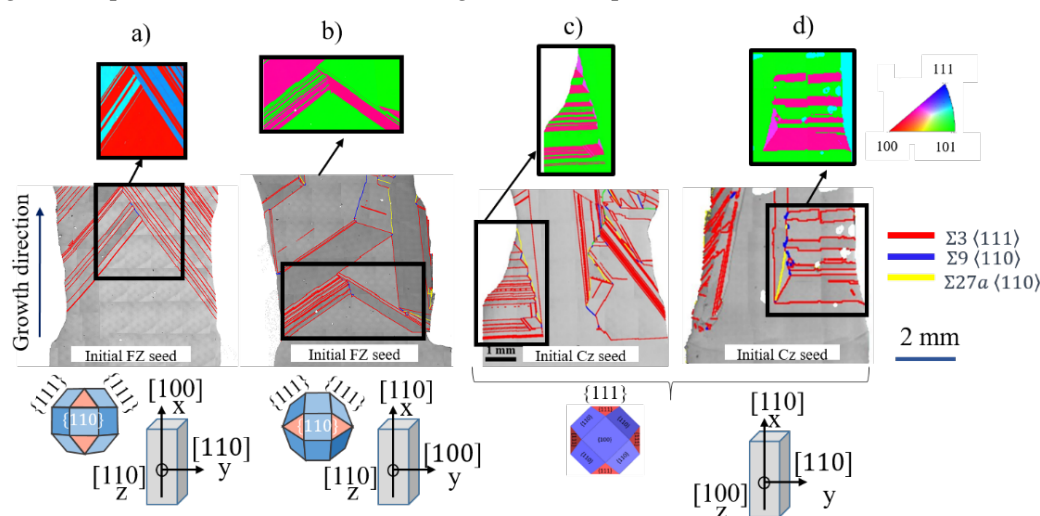 a)
b)
c)
d)
111
100
101
Growth direction
Initial FZ seed
Initial FZ seed
1 mm
Initial Cz seed
Initial Cz seed
Σ3 ⟨111⟩
Σ9 ⟨110⟩
Σ27a ⟨110⟩
2 mm
{111}
{111}
{110}
[100]
x
[110]
y
[110]
z
{111}
{111}
{110}
[110]
x
[100]
y
[110]
z
{111}
(100)
[110]
x
[110]
y
[100]
z